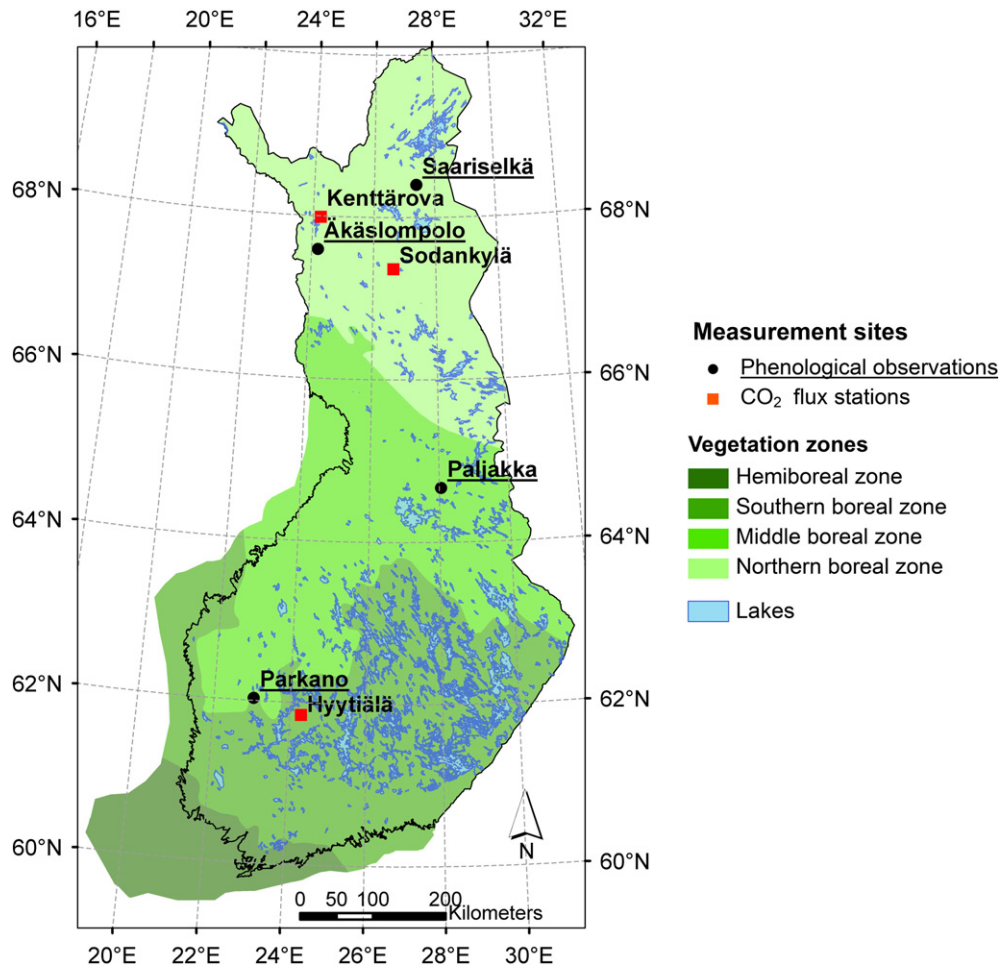 16°E 20°E 22°E 24°E 26°E 28°E 32°E
68°N
66°N
64°N
62°N
60°N
Saariselkä
Kenttärova
Äkäslompolo
Sodankylä
Paljakka
Parkano
Hyytiälä
N
0 50 100 200
Kilometers
68°N
66°N
64°N
62°N
60°N
20°E 22°E 24°E 26°E 28°E 30°E
Measurement sites
Phenological observations
CO₂ flux stations
Vegetation zones
Hemiboreal zone
Southern boreal zone
Middle boreal zone
Northern boreal zone
Lakes